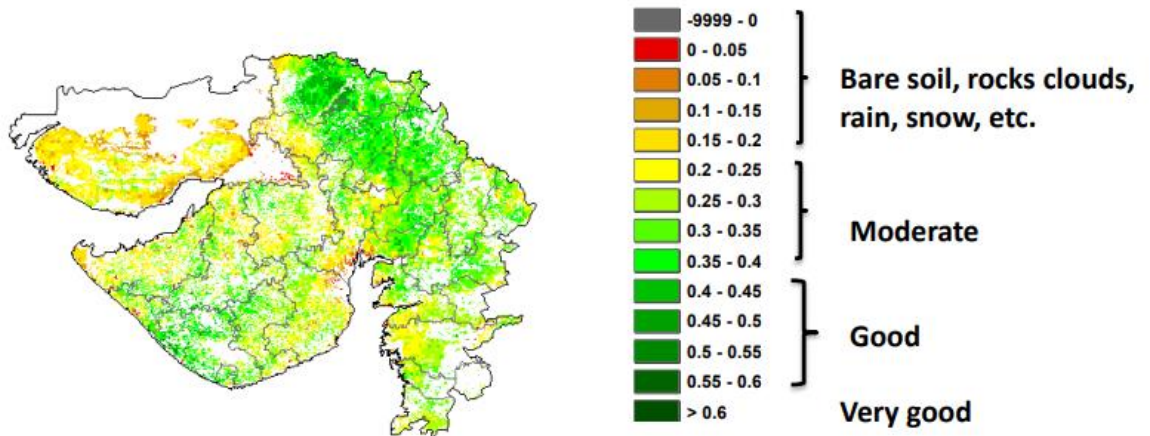 -9999 - 0
0 - 0.05
0.05 - 0.1
0.1 - 0.15
0.15 - 0.2
0.2 - 0.25
0.25 - 0.3
0.3 - 0.35
0.35 - 0.4
0.4 - 0.45
0.45 - 0.5
0.5 - 0.55
0.55 - 0.6
> 0.6
Bare soil, rocks clouds,
rain, snow, etc.
Moderate
Good
Very good